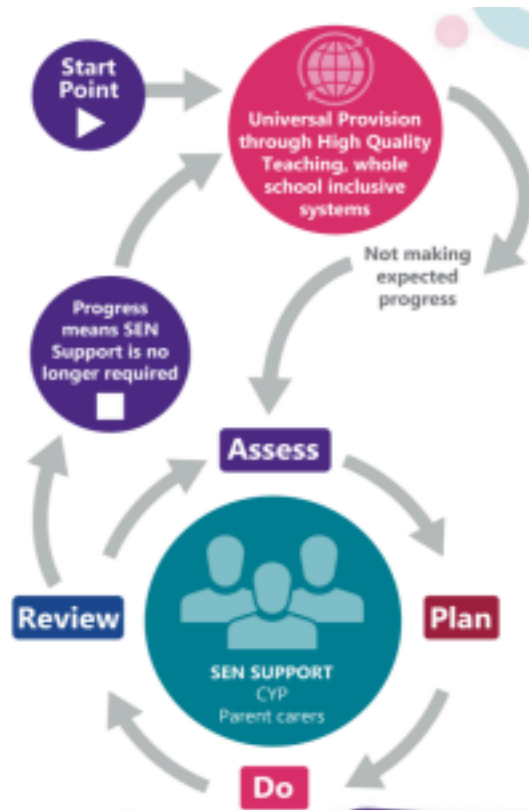 Start
Point
Universal Provision
through High Quality
Teaching, whole
school inclusive
systems
Not making
expected
progress
Progress
means SEN
Support is no
longer required
Assess
Review
Plan
SEN SUPPORT
CYP
Parent carers
Do